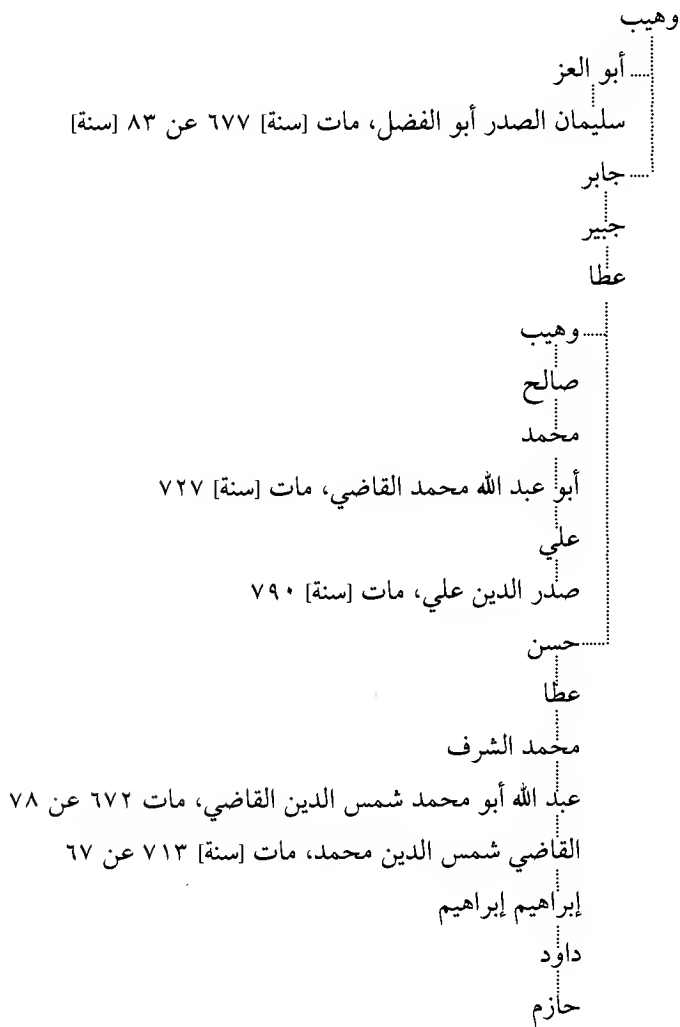 وهيب
أبو العز
سليمان الصدر أبو الفضل، مات [سنة] ٦٧٧ عن ٨٣ [سنة]
جابر
جبير
عطا
وهيب
صالح
محمد
أبو عبد الله محمد القاضي، مات [سنة] ٧٢٧
علي
صدر الدين علي، مات [سنة] ٧٩٠
حسن
عطا
محمد الشرف
عبد الله أبو محمد شمس الدين القاضي، مات ٦٧٢ عن ٧٨
القاضي شمس الدين محمد، مات [سنة] ٧١٣ عن ٦٧
إبراهيم إبراهيم
داود
حازم